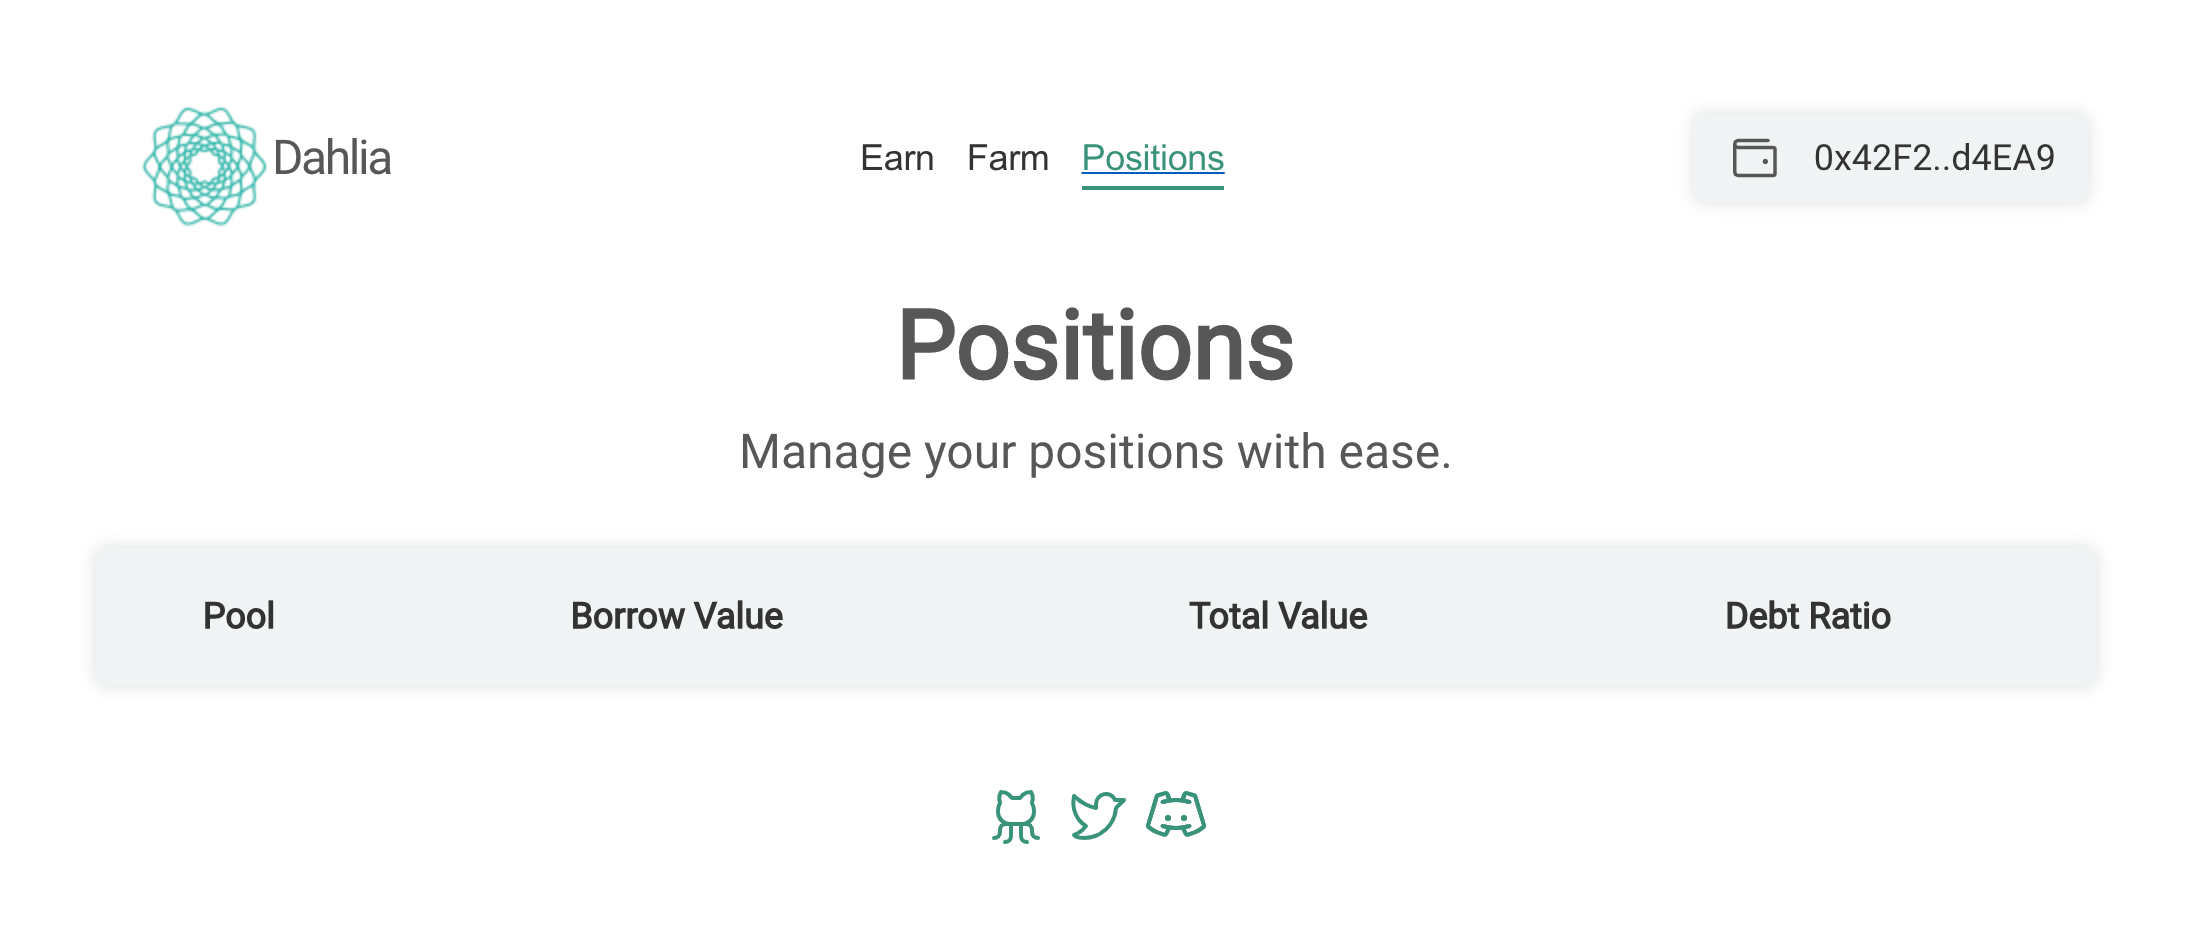 Dahlia
Earn Farm Positions
0x42F2..d4EA9
Positions
Manage your positions with ease.
Pool Borrow Value Total Value Debt Ratio